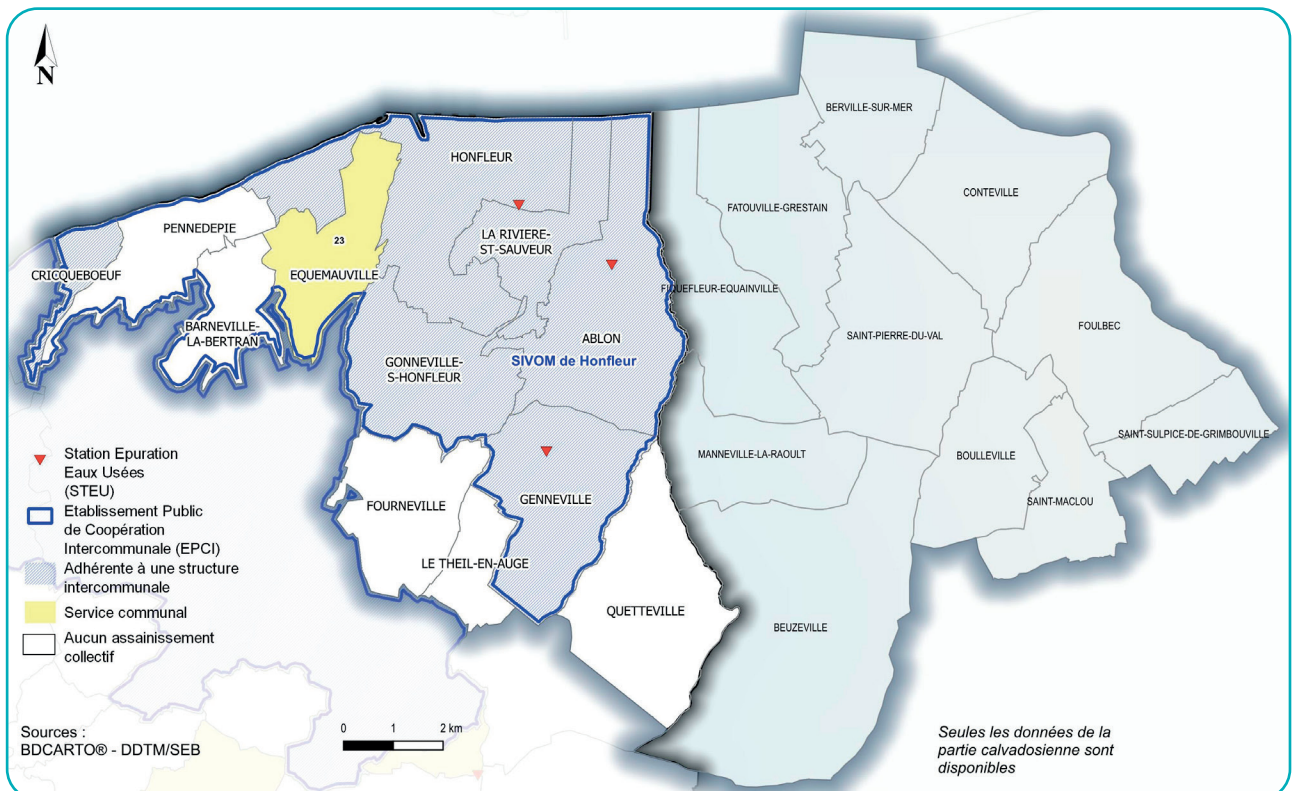 N
BERVILLE-SUR-MER
HONFLEUR
CONTEVILLE
FATOUVILLE-GRESTAIN
PENNEDEPIE
23
LA RIVIERE-
ST-SAUVEUR
CRICQUEBOEUF
EQUEMAUVILLE
FIQUEFLEUR-EQUAINVILLE
BARNEVILLE-
LA-BERTRAN
ABLON
SAINT-PIERRE-DU-VAL
FOULBEC
SIVOM de Honfleur
GONNEVILLE-
S-HONFLEUR
SAINT-SULPICE-DE-GRIMBOUVILLE
MANNEVILLE-LA-RAOULT
BOULLEVILLE
GENNEVILLE
SAINT-MACLOU
FOURNEVILLE
LE THEIL-EN-AUGE
QUETTEVILLE
BEUZEVILLE
Station Epuration
Eaux Usées
(STEU)
Etablissement Public
de Coopération
Intercommunale (EPCI)
Adhérente à une structure
intercommunale
Service communal
Aucun assainissement
collectif
Sources :
BDCARTO® - DDTM/SEB
0 1 2 km
Seules les données de la
partie calvadosienne sont
disponibles